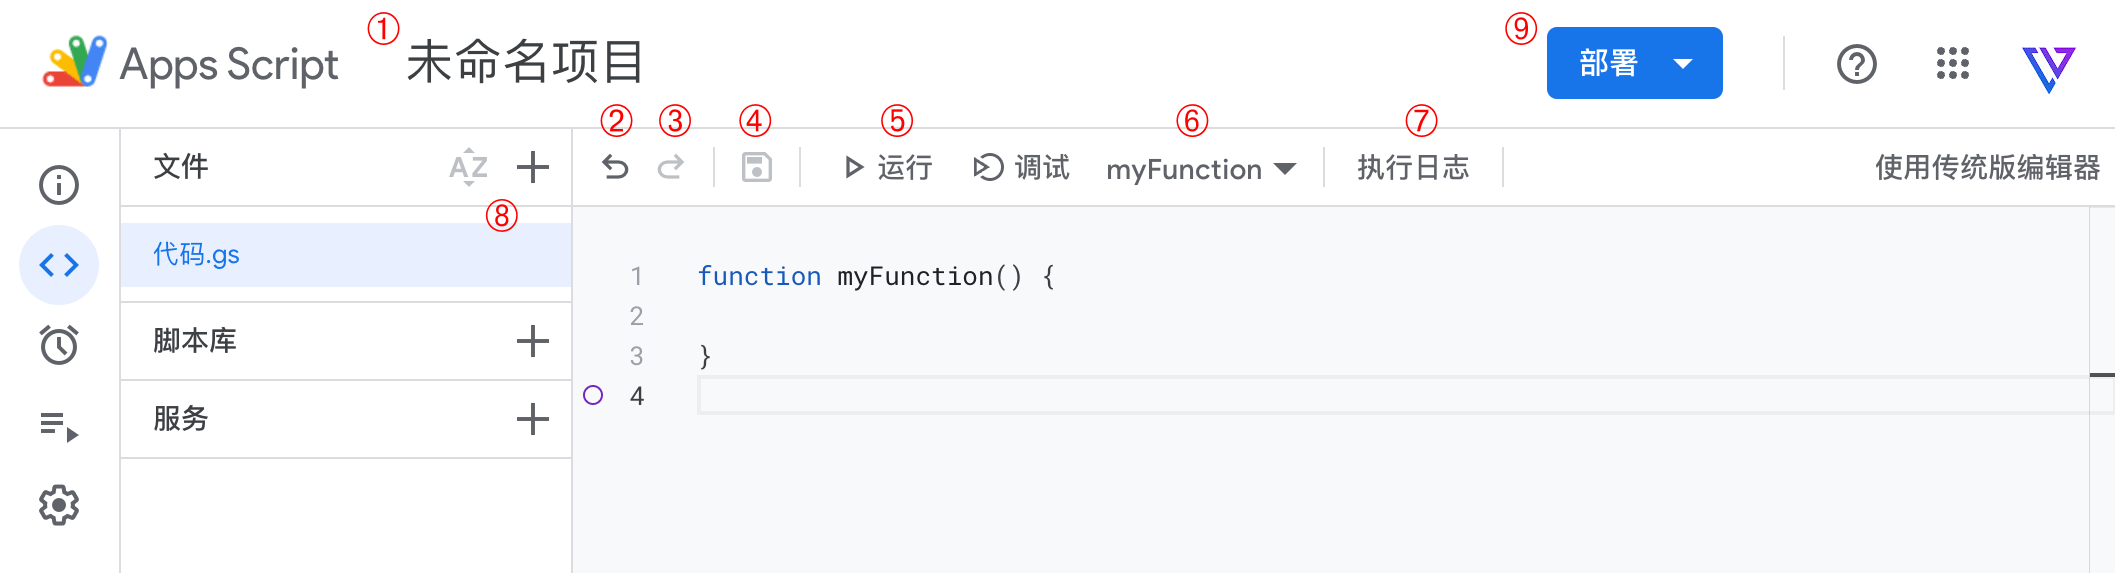 ①
Apps Script 未命名项目
⑨ 部署
② ③ ④ ⑤ ⑥ ⑦
文件 AZ
运行 调试 myFunction 执行日志 使用传统版编辑器
⑧
代码.gs
脚本库
服务
1 function myFunction() {
2
3 }
4